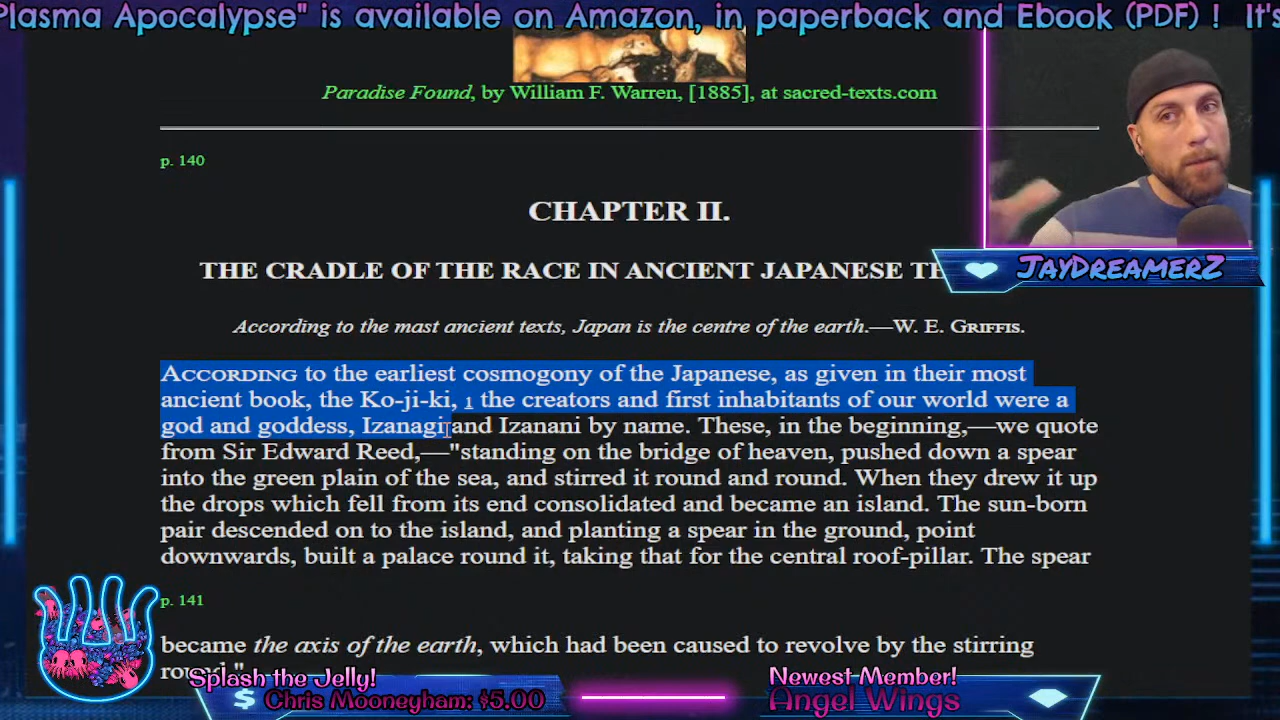 Plasma Apocalypse" is available on Amazon, in paperback and Ebook (PDF) ! It's
Paradise Found, by William F. Warren, [1885], at sacred-texts.com
p. 140
CHAPTER II.
THE CRADLE OF THE RACE IN ANCIENT JAPANESE
JayDreamerZ
According to the mast ancient texts, Japan is the centre of the earth.—W. E. GRIFFIS.
ACCORDING to the earliest cosmogony of the Japanese, as given in their most
ancient book, the Ko-ji-ki, 1 the creators and first inhabitants of our world were a
god and goddess, Izanagi and Izanani by name. These, in the beginning,—we quote
from Sir Edward Reed,—"standing on the bridge of heaven, pushed down a spear
into the green plain of the sea, and stirred it round and round. When they drew it up
the drops which fell from its end consolidated and became an island. The sun-born
pair descended on to the island, and planting a spear in the ground, point
downwards, built a palace round it, taking that for the central roof-pillar. The spear
p. 141
became the axis of the earth, which had been caused to revolve by the stirring
round."
Splash the Jelly!
$ Chris Mooneyham: $5.00
Newest Member!
Angel Wings